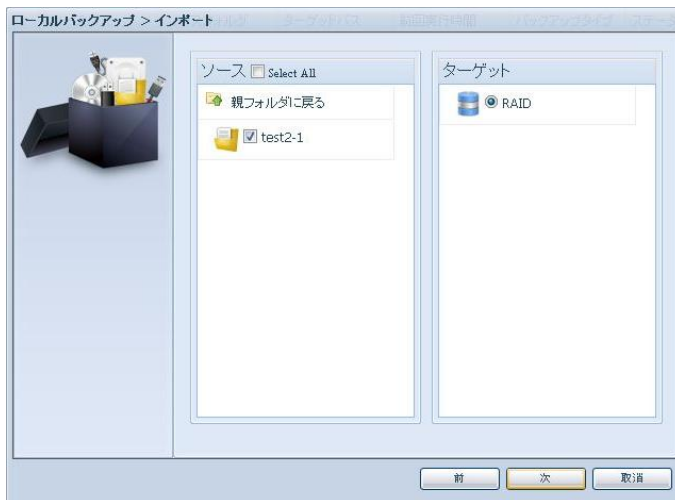 ローカルバックアップ > インポート
ソース Select All
親フォルダに戻る
test2-1
ターゲット
RAID
前
次
取消